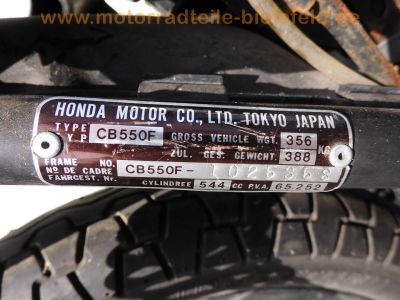 www.motorradteile-bielefeld.de
HONDA MOTOR CO., LTD. TOKYO JAPAN
TYPE CB550F GROSS VEHICLE WGT. 356
TYP ZUL. GES. GEWICHT. 388 KG
FRAME NO. CB550F-
NO. DE CADRE
FAHRGEST. Nr. CYLINDREE 544 CC P.V.A. 65.252